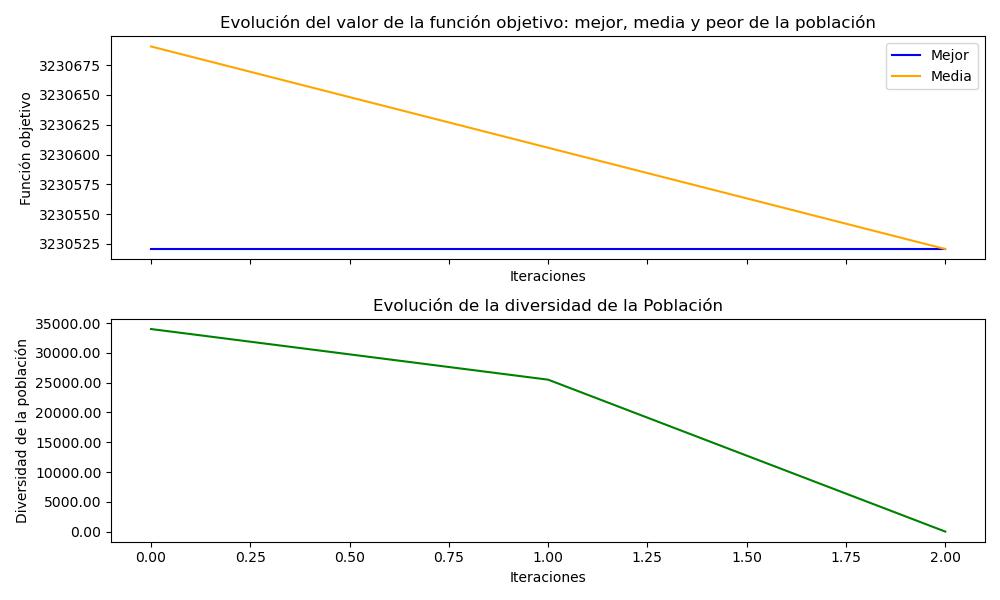 Evolución del valor de la función objetivo: mejor, media y peor de la población
Mejor
Media
Función objetivo
3230675
3230650
3230625
3230600
3230575
3230550
3230525
Iteraciones
Evolución de la diversidad de la Población
Diversidad de la población
35000.00
30000.00
25000.00
20000.00
15000.00
10000.00
5000.00
0.00
0.00 0.25 0.50 0.75 1.00 1.25 1.50 1.75 2.00
Iteraciones